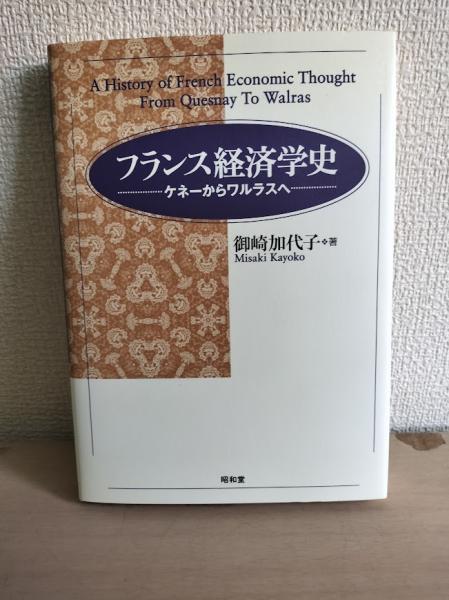 A History of French Economic Thought
From Quesnay To Walras
フランス経済学史
ケネーからワルラスへ
御崎加代子❖著
Misaki Kayoko
昭和堂